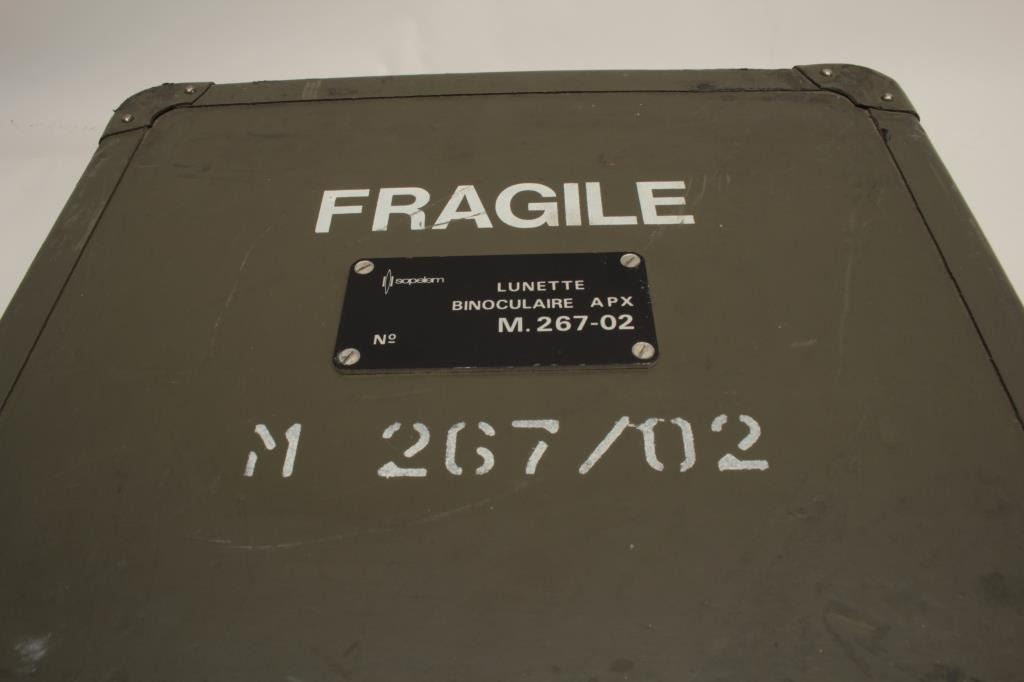 FRAGILE
sopelem
LUNETTE
BINOCULAIRE APX
M.267-02
Nº
M 267/02